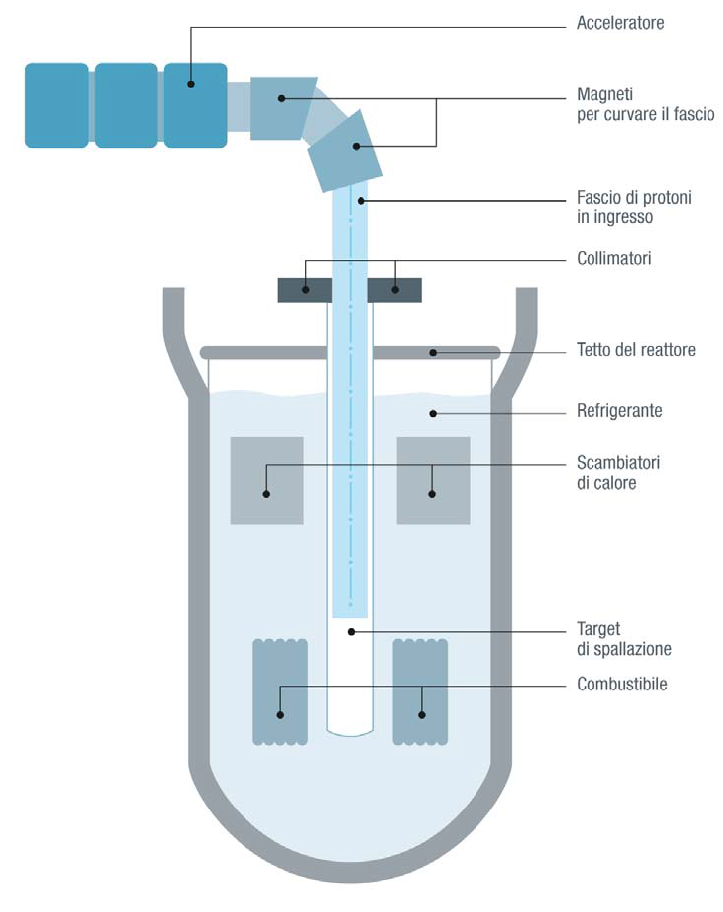 Acceleratore
Magneti
per curvare il fascio
Fascio di protoni
in ingresso
Collimatori
Tetto del reattore
Refrigerante
Scambiatori
di calore
Target
di spallazione
Combustibile